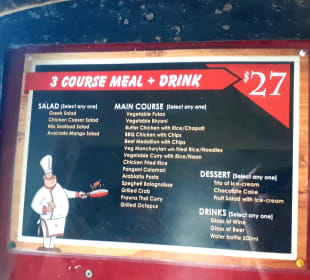 3 COURSE MEAL + DRINK
$27
SALAD (Select any one)
Greek Salad
Chicken Caesar Salad
Mix Seafood Salad
Avocado Mango Salad
MAIN COURSE (Select any one)
Vegetable Pulao
Vegetable Biryani
Butter Chicken with Rice/Chapati
BBQ Chicken with Chips
Beef Medallion with Chips
Veg Manchurian with Fried Rice/Noodles
Vegetable Curry with Rice/Naan
Chicken Fried Rice
Pangani Calamari
Arabiatta Pasta
Spaghetti Bolognaise
Grilled Crab
Prawns Thai Curry
Grilled Octopus
DESSERT (Select any one)
Trio of Ice-cream
Chocolate Cake
Fruit Salad with Ice-cream
DRINKS (Select any one)
Glass of Wine
Glass of Beer
Water bottle 500ml